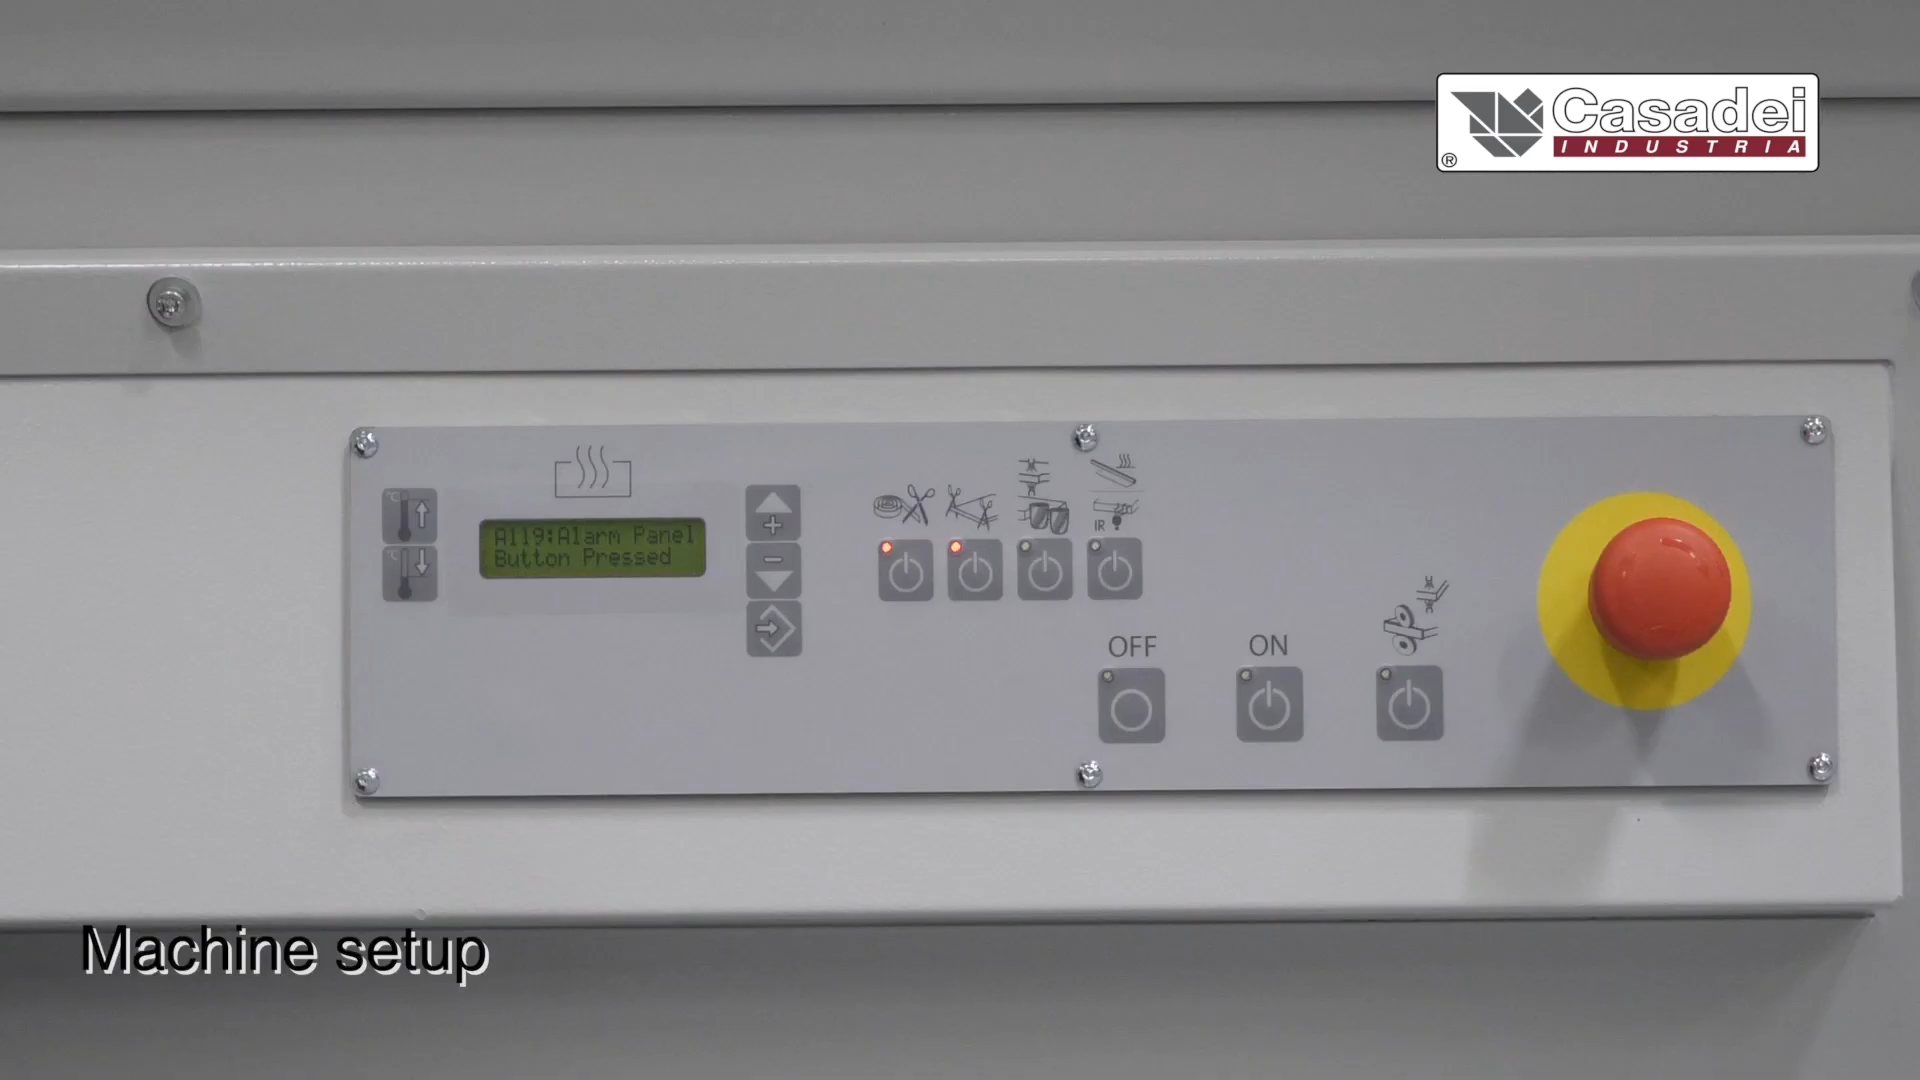 Casadei
INDUSTRIA
®
°C
A119:Alarm Panel
Button Pressed
+
°C
-
IR
OFF
ON
Machine setup